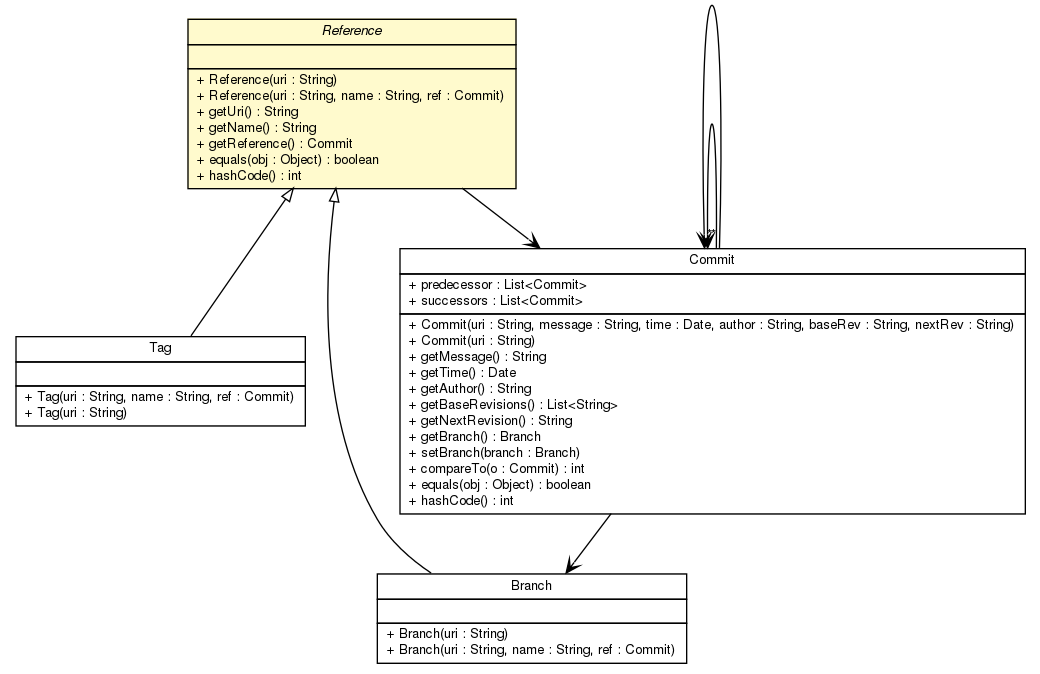 Reference
+ Reference(uri : String)
+ Reference(uri : String, name : String, ref : Commit)
+ getUri() : String
+ getName() : String
+ getReference() : Commit
+ equals(obj : Object) : boolean
+ hashCode() : int
Commit
+ predecessor : List<Commit>
+ successors : List<Commit>
+ Commit(uri : String, message : String, time : Date, author : String, baseRev : String, nextRev : String)
+ Commit(uri : String)
+ getMessage() : String
+ getTime() : Date
+ getAuthor() : String
+ getBaseRevisions() : List<String>
+ getNextRevision() : String
+ getBranch() : Branch
+ setBranch(branch : Branch)
+ compareTo(o : Commit) : int
+ equals(obj : Object) : boolean
+ hashCode() : int
Tag
+ Tag(uri : String, name : String, ref : Commit)
+ Tag(uri : String)
Branch
+ Branch(uri : String)
+ Branch(uri : String, name : String, ref : Commit)